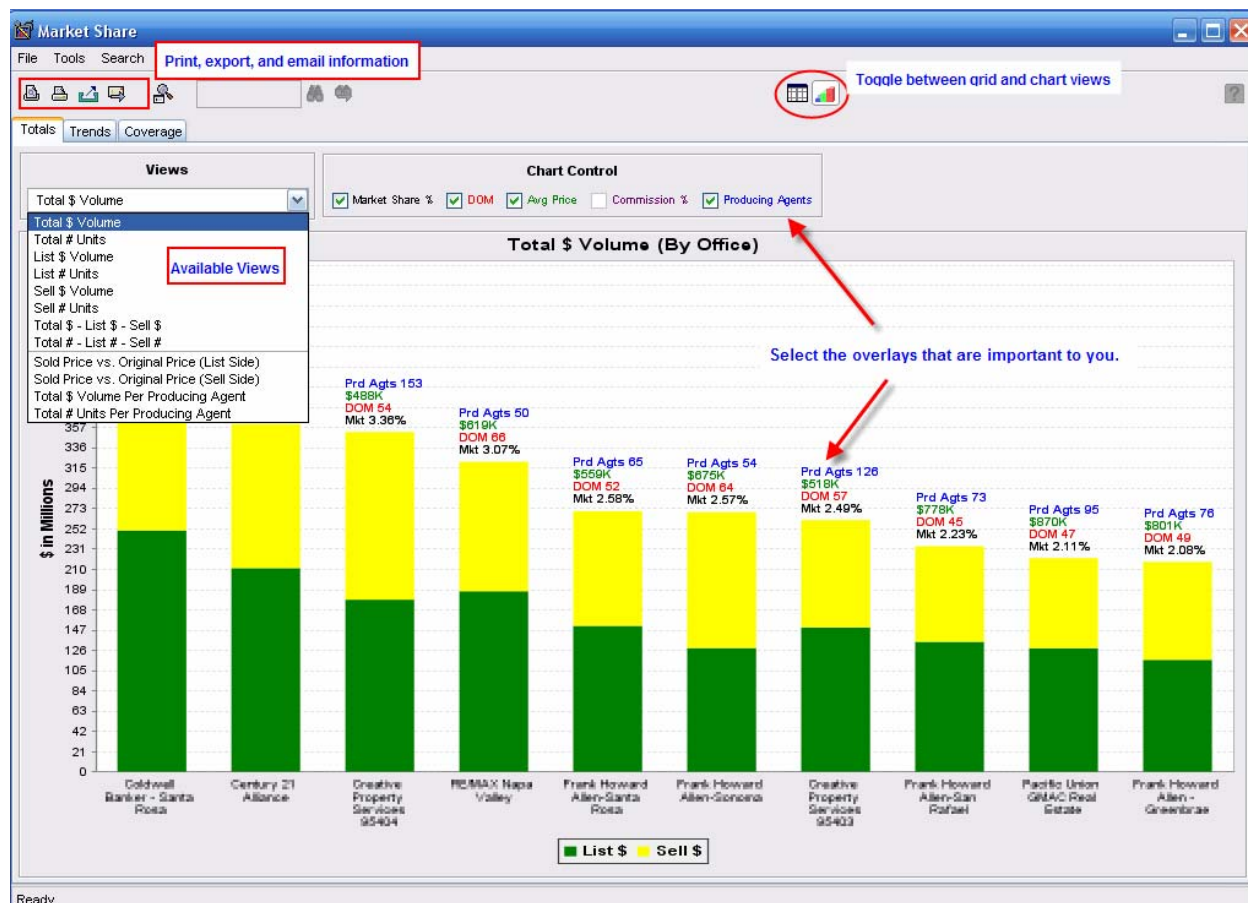 Market Share
File Tools Search
Print, export, and email information
Toggle between grid and chart views
Totals Trends Coverage
Views
Total $ Volume
Chart Control
Market Share % DOM Avg Price Commission % Producing Agents
Total $ Volume
Total # Units
List $ Volume
List # Units
Sell $ Volume
Sell # Units
Total $ - List $ - Sell $
Total # - List # - Sell #
Sold Price vs. Original Price (List Side)
Sold Price vs. Original Price (Sell Side)
Total $ Volume Per Producing Agent
Total # Units Per Producing Agent
Available Views
Total $ Volume (By Office)
Select the overlays that are important to you.
$ in Millions
357
336
315
294
273
252
231
210
189
168
147
126
105
84
63
42
21
0
Prd Agts 153
$488K
DOM 54
Mkt 3.36%
Prd Agts 50
$619K
DOM 66
Mkt 3.07%
Prd Agts 65
$559K
DOM 52
Mkt 2.58%
Prd Agts 54
$675K
DOM 64
Mkt 2.57%
Prd Agts 126
$518K
DOM 57
Mkt 2.49%
Prd Agts 73
$778K
DOM 45
Mkt 2.23%
Prd Agts 95
$870K
DOM 47
Mkt 2.11%
Prd Agts 76
$801K
DOM 49
Mkt 2.08%
Coldwell
Banker - Santa
Rosa
Century 21
Alliance
Creative
Property
Services
95404
RE/MAX Napa
Valley
Frank Howard
Allen-Santa
Rosa
Frank Howard
Allen-Sonoma
Creative
Property
Services
95403
Frank Howard
Allen-San
Rafael
Pacific Union
GMAC Real
Estate
Frank Howard
Allen -
Greenbrae
List $ Sell $
Ready